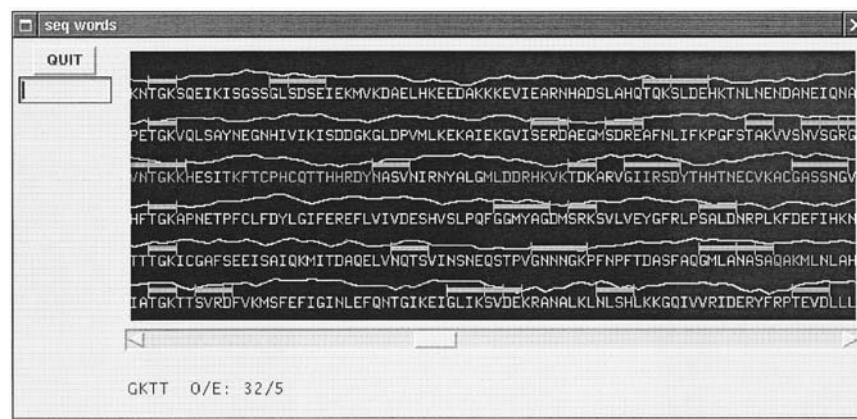 seq words
QUIT
KNTGKSQEIKISGSSGLSDSEIEKMVKDAELHKEEDAKKKEVIEARNHADSLAHQTQKSLDEHKTNLNENDANEIQNA
PETGKVQLSAYNEGNHIVIKISDDGKGLDPVMLKEKAIEKGVISERDAEGMSDREAFNLIFKPGFSTAKVVSNVSGRG
VNTGKKHESITKFTCPHCQTTHHRDYNASVNIRNYALGMLDDRHKVKTDKARVGIIRSDYTHHTNECVKACGASSNGV
HFTGKAPNETPFCLFDYLGIFEREFLVIVDESHVSLPQFGGMYAGDMSRKSVLVEYGFRLPSALDNRPLKFDEFIHKN
TTTGKICGAFSEEISAIQKMITDAQELVNQTSVINSNEQSTPVGNNNGKPFNPFTDASFAQGMLANASAQAKMLNLAH
IATGKTTSVRDFVKMSFEFIGINLEFQNTGIKEIGLIKSVDEKRANALKLNLSHLKKGQIVVRIDERYFRPTEVDLLL
GKTT O/E: 32/5